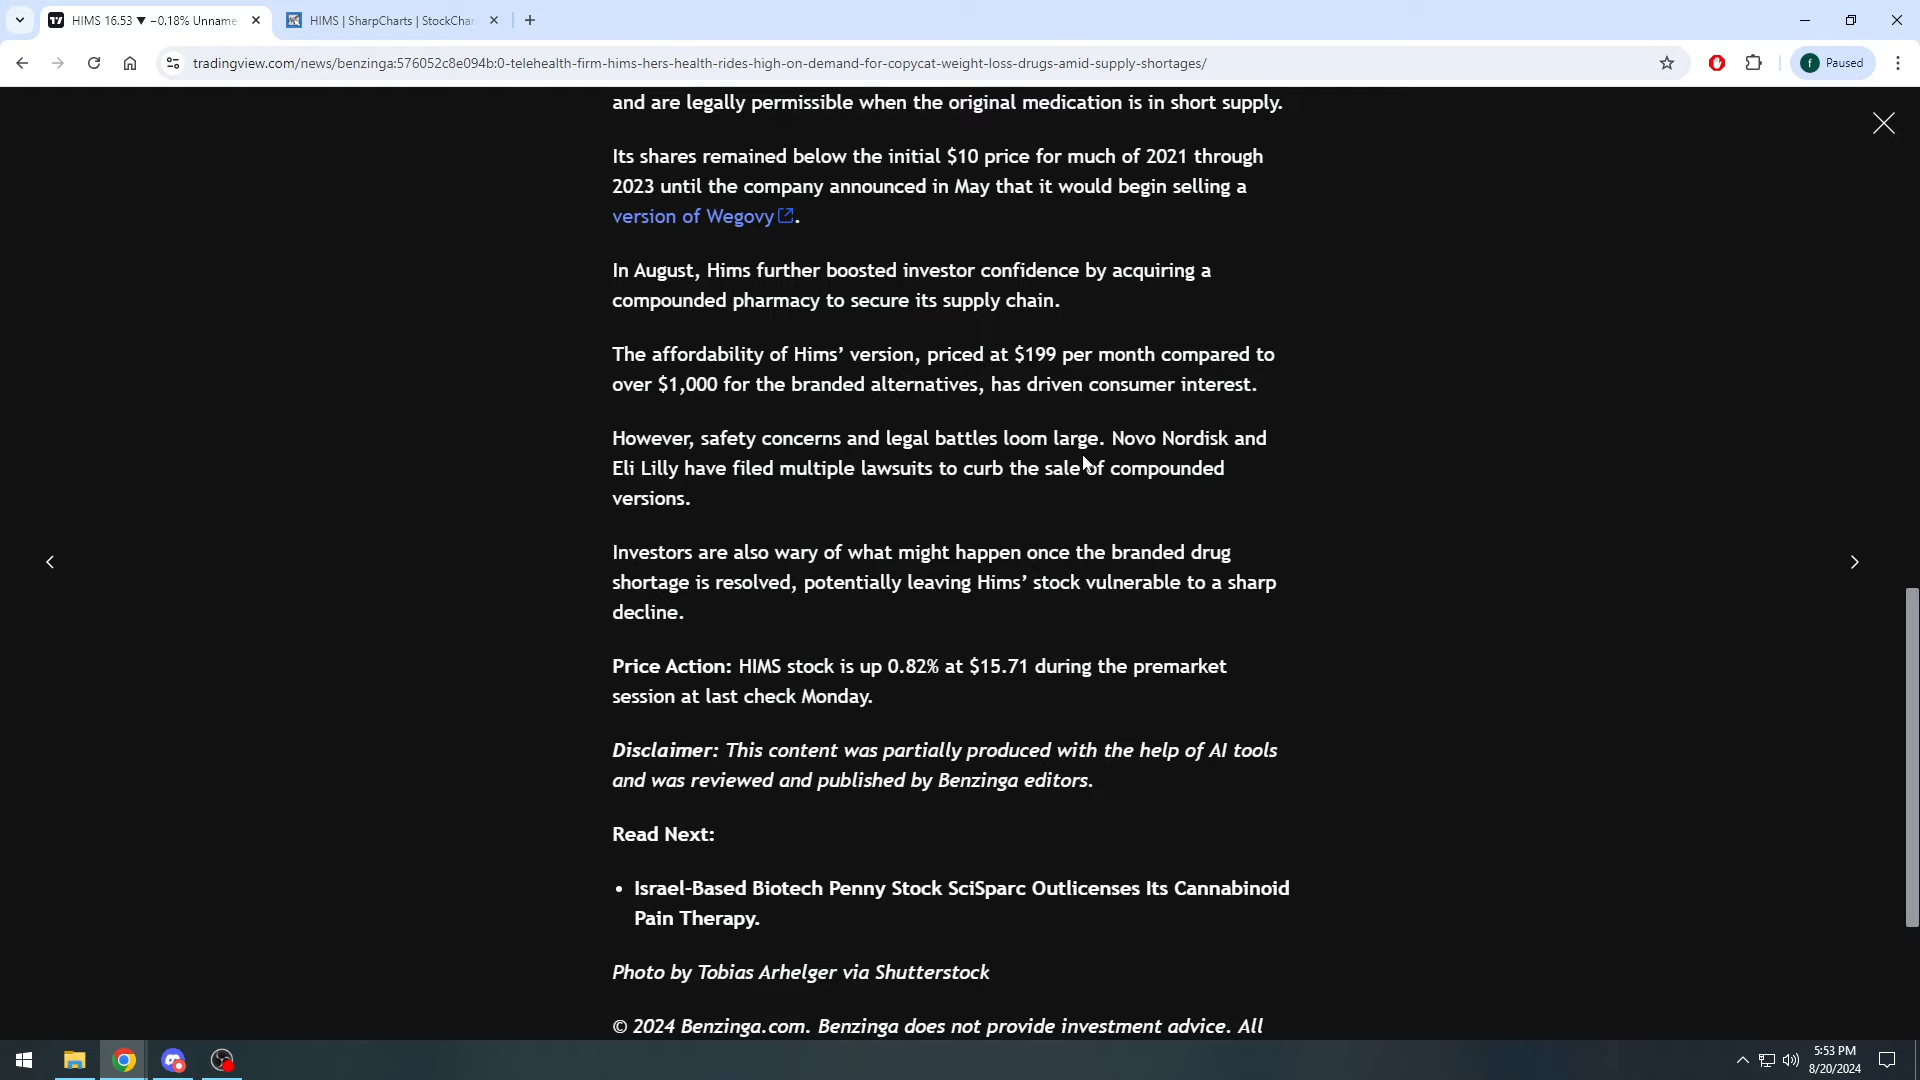 HIMS 16.53 ▼ −0.18% Unname
HIMS | SharpCharts | StockChar
tradingview.com/news/benzinga:576052c8e094b:0-telehealth-firm-hims-hers-health-rides-high-on-demand-for-copycat-weight-loss-drugs-amid-supply-shortages/
f
Paused
and are legally permissible when the original medication is in short supply.
Its shares remained below the initial $10 price for much of 2021 through
2023 until the company announced in May that it would begin selling a
version of Wegovy.
In August, Hims further boosted investor confidence by acquiring a
compounded pharmacy to secure its supply chain.
The affordability of Hims’ version, priced at $199 per month compared to
over $1,000 for the branded alternatives, has driven consumer interest.
However, safety concerns and legal battles loom large. Novo Nordisk and
Eli Lilly have filed multiple lawsuits to curb the sale of compounded
versions.
Investors are also wary of what might happen once the branded drug
shortage is resolved, potentially leaving Hims’ stock vulnerable to a sharp
decline.
Price Action: HIMS stock is up 0.82% at $15.71 during the premarket
session at last check Monday.
Disclaimer: This content was partially produced with the help of AI tools
and was reviewed and published by Benzinga editors.
Read Next:
• Israel-Based Biotech Penny Stock SciSparc Outlicenses Its Cannabinoid
Pain Therapy.
Photo by Tobias Arhelger via Shutterstock
© 2024 Benzinga.com. Benzinga does not provide investment advice. All
5:53 PM
8/20/2024